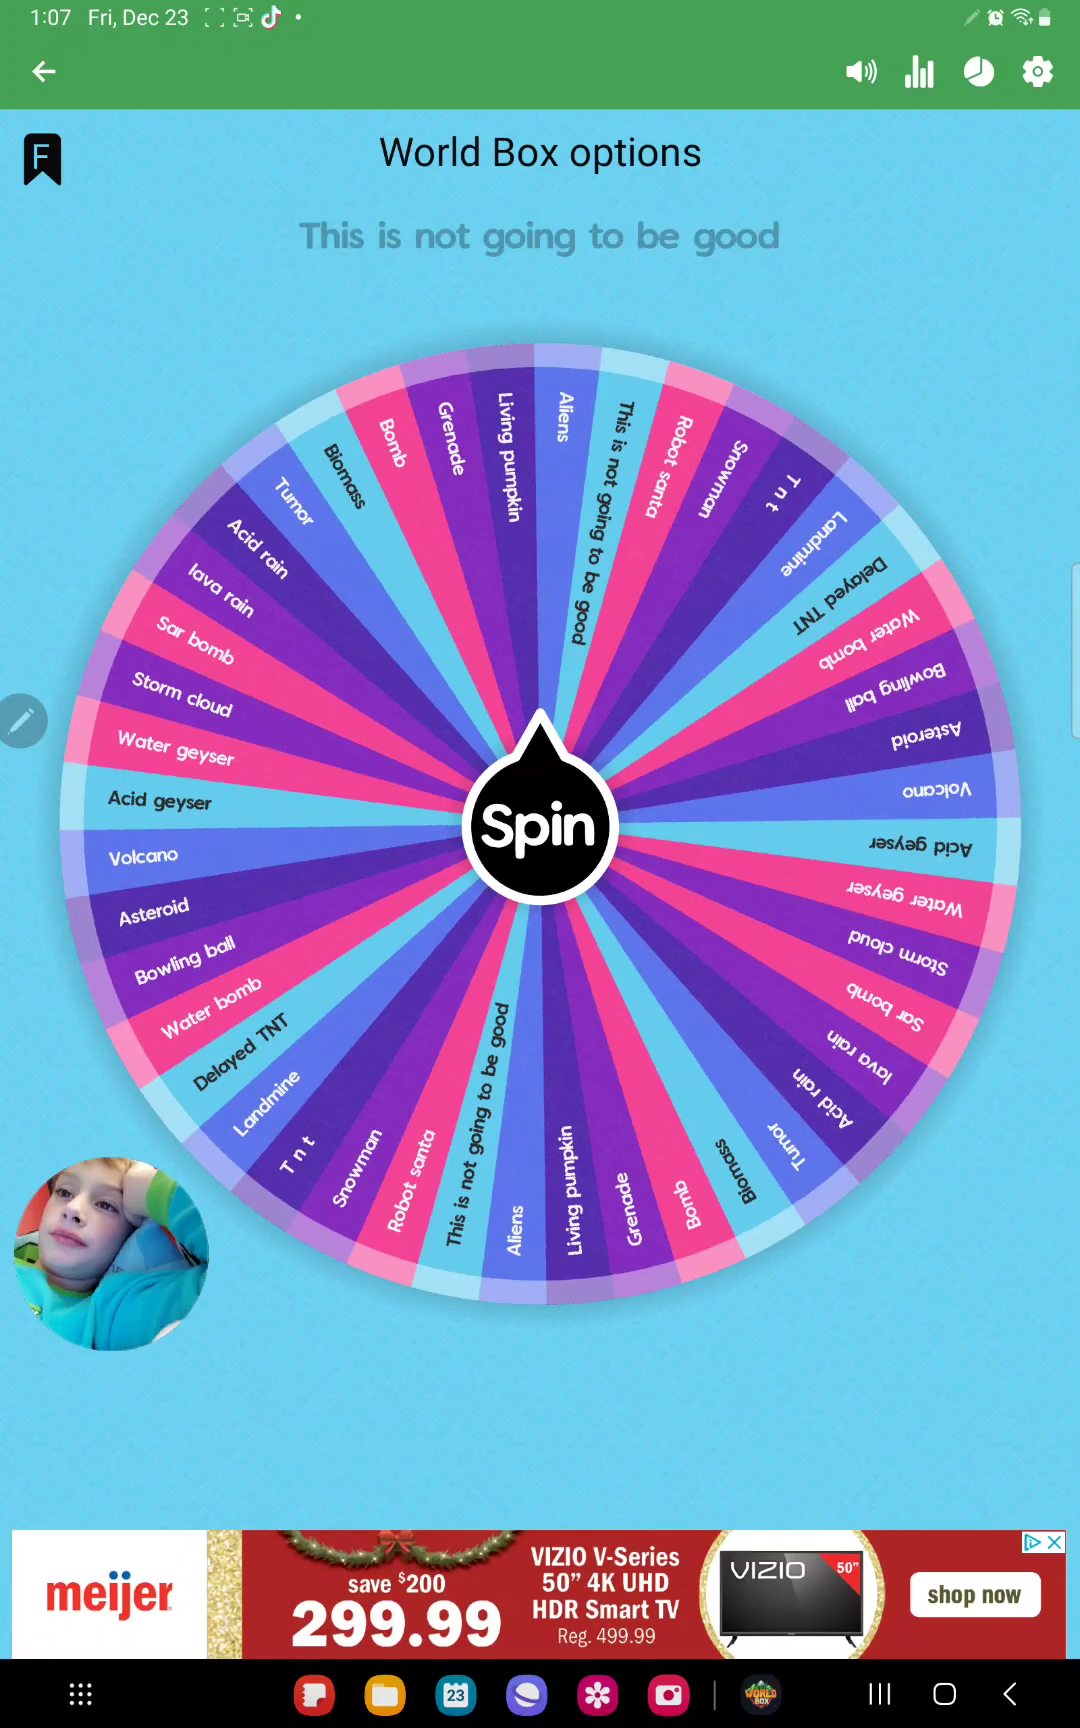 1:07 Fri, Dec 23
F
World Box options
This is not going to be good
Aliens
This is not going to be good
Robot santa
Snowman
T n t
Landmine
Delayed TNT
Water bomb
Bowling ball
Asteroid
Volcano
Acid geyser
Water geyser
Storm cloud
Sar bomb
lava rain
Acid rain
Tumor
Biomass
Bomb
Grenade
Living pumpkin
Aliens
This is not going to be good
Robot santa
Snowman
T n t
Landmine
Delayed TNT
Water bomb
Bowling ball
Asteroid
Volcano
Acid geyser
Water geyser
Storm cloud
Sar bomb
lava rain
Acid rain
Tumor
Biomass
Bomb
Grenade
Living pumpkin
Spin
meijer
save $200
299.99
VIZIO V-Series
50" 4K UHD
HDR Smart TV
Reg. 499.99
VIZIO
50"
shop now
23
WORLD
BOX